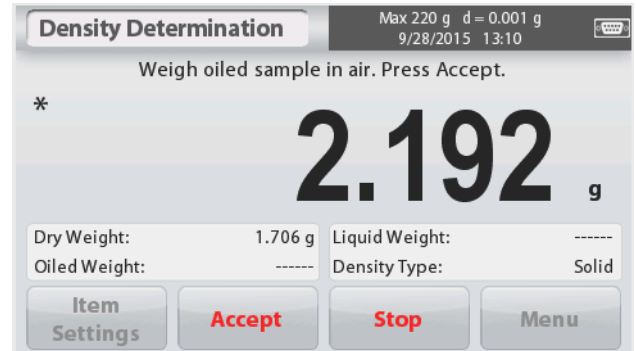 Density Determination
Max 220 g d = 0.001 g
9/28/2015 13:10
Weigh oiled sample in air. Press Accept.
*
2.192 g
Dry Weight: 1.706 g Liquid Weight: ------
Oiled Weight: ------ Density Type: Solid
Item Settings Accept Stop Menu